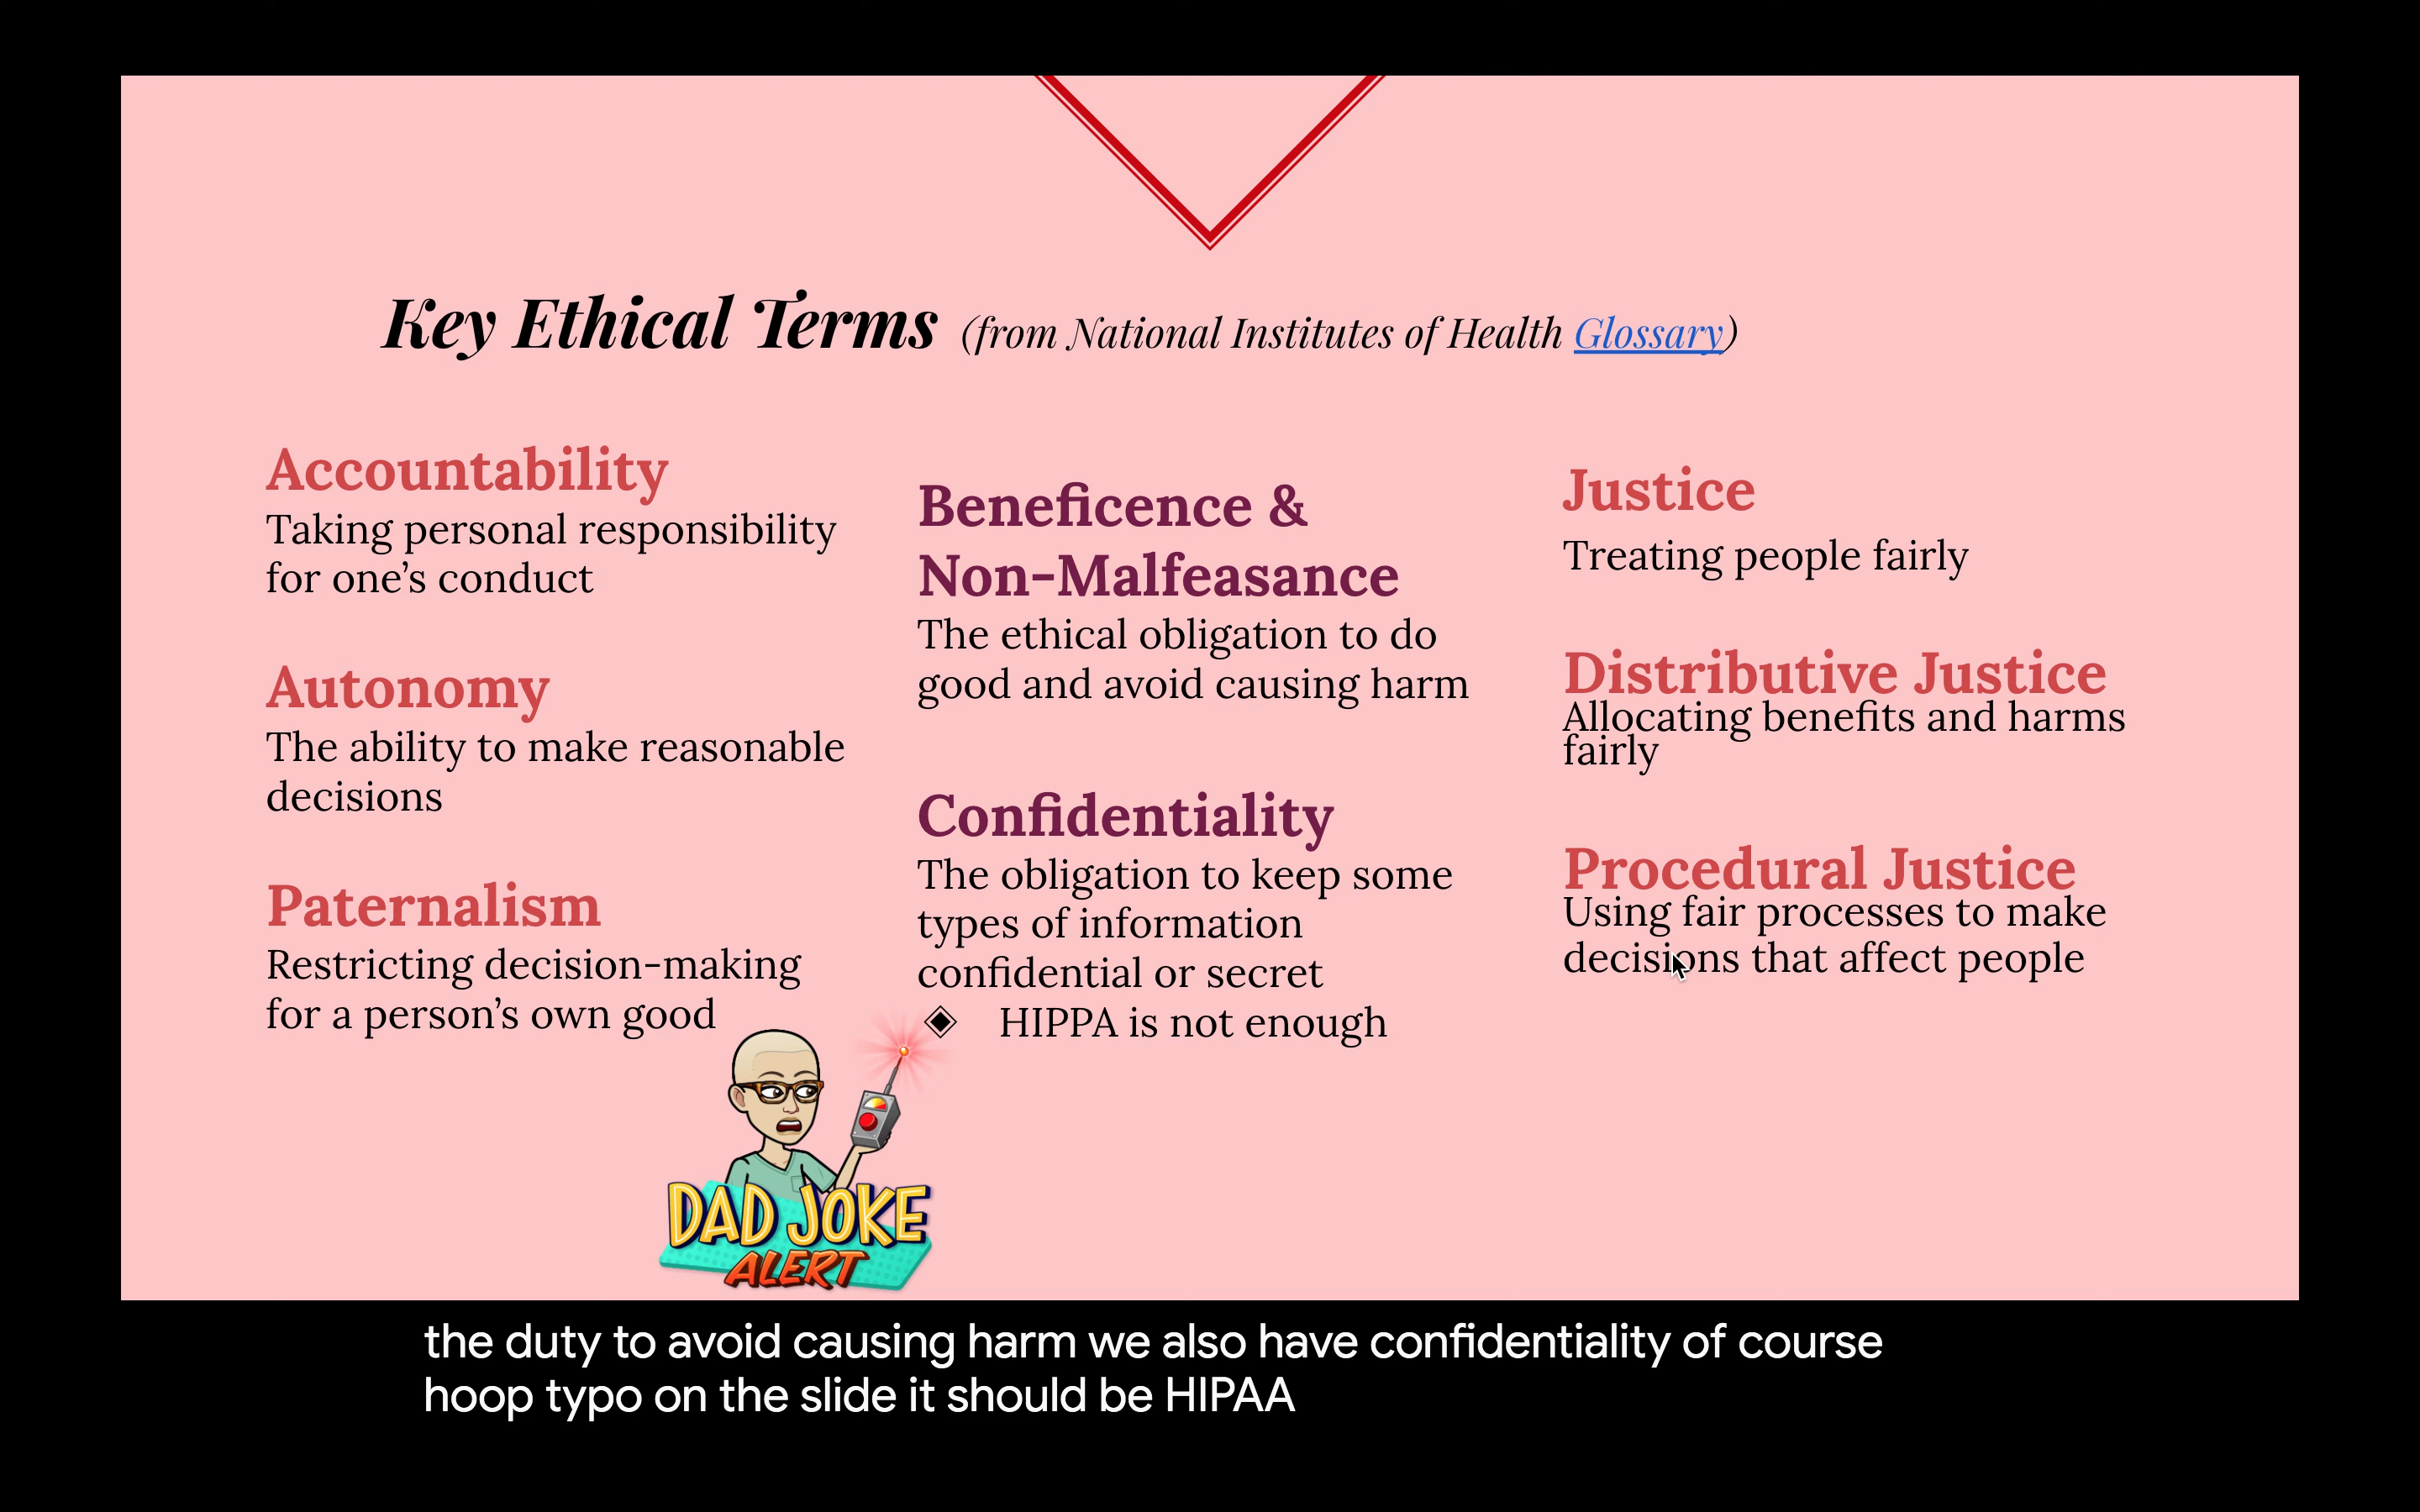 Key Ethical Terms (from National Institutes of Health Glossary)
Accountability
Taking personal responsibility
for one’s conduct
Autonomy
The ability to make reasonable
decisions
Paternalism
Restricting decision-making
for a person’s own good
Beneficence &
Non-Malfeasance
The ethical obligation to do
good and avoid causing harm
Confidentiality
The obligation to keep some
types of information
confidential or secret
HIPPA is not enough
Justice
Treating people fairly
Distributive Justice
Allocating benefits and harms
fairly
Procedural Justice
Using fair processes to make
decisions that affect people
DAD JOKE
ALERT
the duty to avoid causing harm we also have confidentiality of course
hoop typo on the slide it should be HIPAA